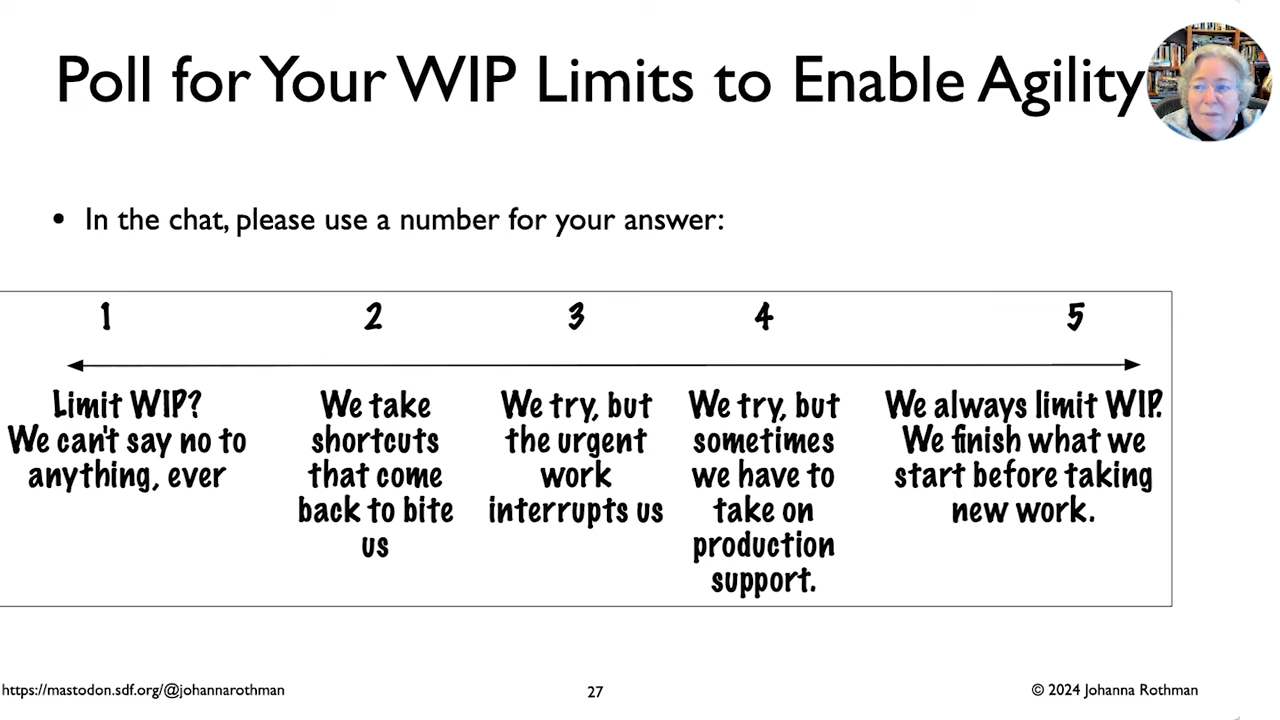 Poll for Your WIP Limits to Enable Agility
• In the chat, please use a number for your answer:
1 2 3 4 5
Limit WIP?
We can't say no to
anything, ever
We take
shortcuts
that come
back to bite
us
We try, but
the urgent
work
interrupts us
We try, but
sometimes
we have to
take on
production
support.
We always limit WIP.
We finish what we
start before taking
new work.
https://mastodon.sdf.org/@johannarothman
27
© 2024 Johanna Rothman